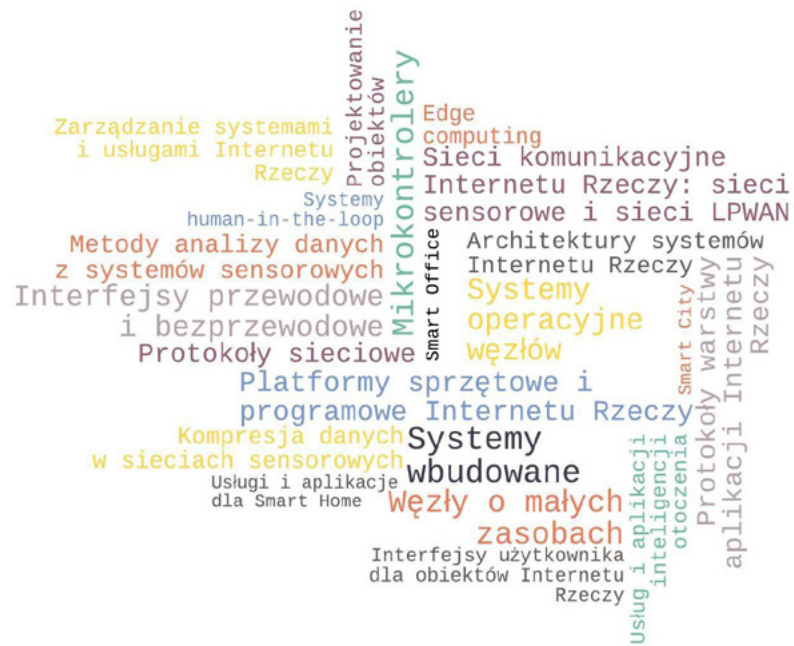 Projektowanie
obiektów
Mikrokontrolery
Edge
computing
Zarządzanie systemami
i usługami Internetu
Rzeczy
Sieci komunikacyjne
Internetu Rzeczy: sieci
sensorowe i sieci LPWAN
Systemy
human-in-the-loop
Metody analizy danych
z systemów sensorowych
Smart Office
Architektury systemów
Internetu Rzeczy
Interfejsy przewodowe
i bezprzewodowe
Systemy
operacyjne
węzłów
Smart City
Protokoły warstwy
aplikacji Internetu
Rzeczy
Protokoły sieciowe
Platformy sprzętowe i
programowe Internetu Rzeczy
Kompresja danych
w sieciach sensorowych
Systemy
wbudowane
Usługi i aplikacje
dla Smart Home
Węzły o małych
zasobach
Usług i aplikacji
inteligencji
otoczenia
Interfejsy użytkownika
dla obiektów Internetu
Rzeczy